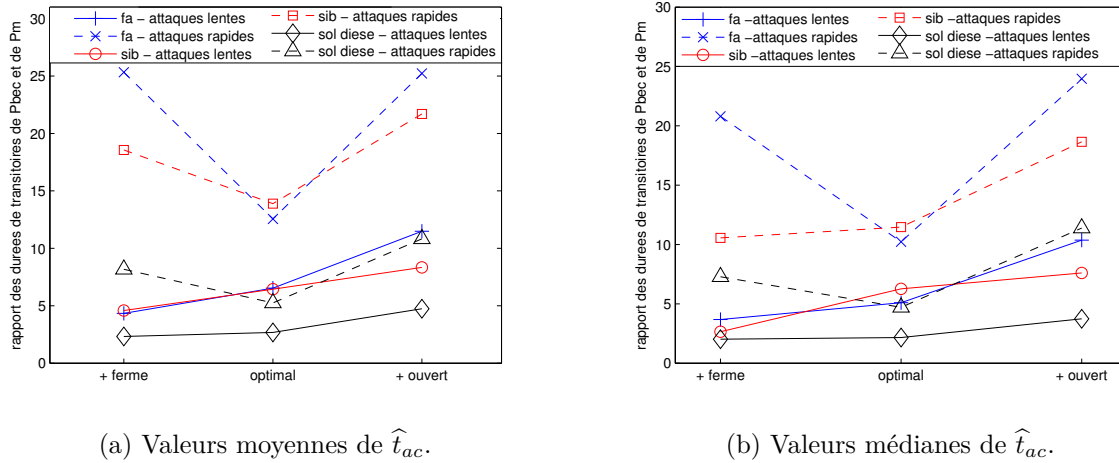 rapport des durees de transitoires de Pbec et de Pm
30
25
20
15
10
5
0
fa - attaques lentes
fa - attaques rapides
sib - attaques lentes
sib - attaques rapides
sol diese -attaques lentes
sol diese -attaques rapides
+ ferme optimal + ouvert
(a) Valeurs moyennes de t̂ac.
rapport des durees de transitoires de Pbec et de Pm
30
25
20
15
10
5
0
fa -attaques lentes
fa -attaques rapides
sib -attaques lentes
sib -attaques rapides
sol diese -attaques lentes
sol diese -attaques rapides
+ ferme optimal + ouvert
(b) Valeurs médianes de t̂ac.